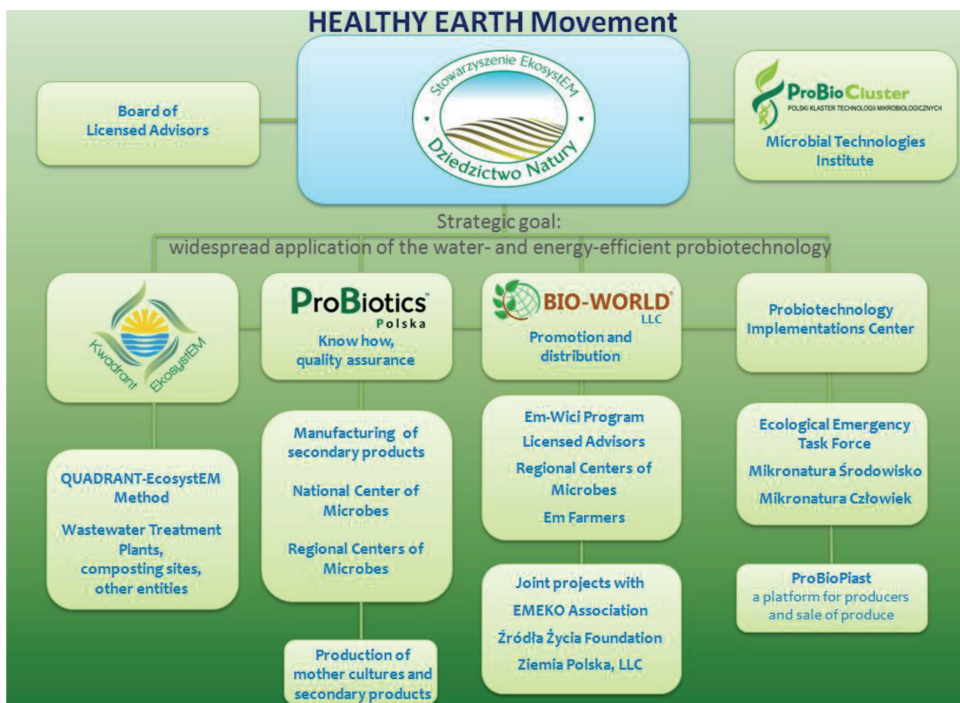 HEALTHY EARTH Movement
Stowarzyszenie EkosystEM
Dziedzictwo Natury
Board of
Licensed Advisors
ProBioCluster
POLSKI KLASTER TECHNOLOGII MIKROBIOLOGICZNYCH
Microbial Technologies
Institute
Strategic goal:
widespread application of the water- and energy-efficient probiotechnology
Kwadrant EkosystEM
ProBiotics™
Polska
Know how,
quality assurance
BIO-WORLD®
LLC
Promotion and
distribution
Probiotechnology
Implementations Center
QUADRANT-EcosystEM
Method
Wastewater Treatment
Plants,
composting sites,
other entities
Manufacturing of
secondary products
National Center of
Microbes
Regional Centers of
Microbes
Production of
mother cultures and
secondary products
Em-Wici Program
Licensed Advisors
Regional Centers of
Microbes
Em Farmers
Joint projects with
EMEKO Association
Źródła Życia Foundation
Ziemia Polska, LLC
Ecological Emergency
Task Force
Mikronatura Środowisko
Mikronatura Człowiek
ProBioPiast
a platform for producers
and sale of produce